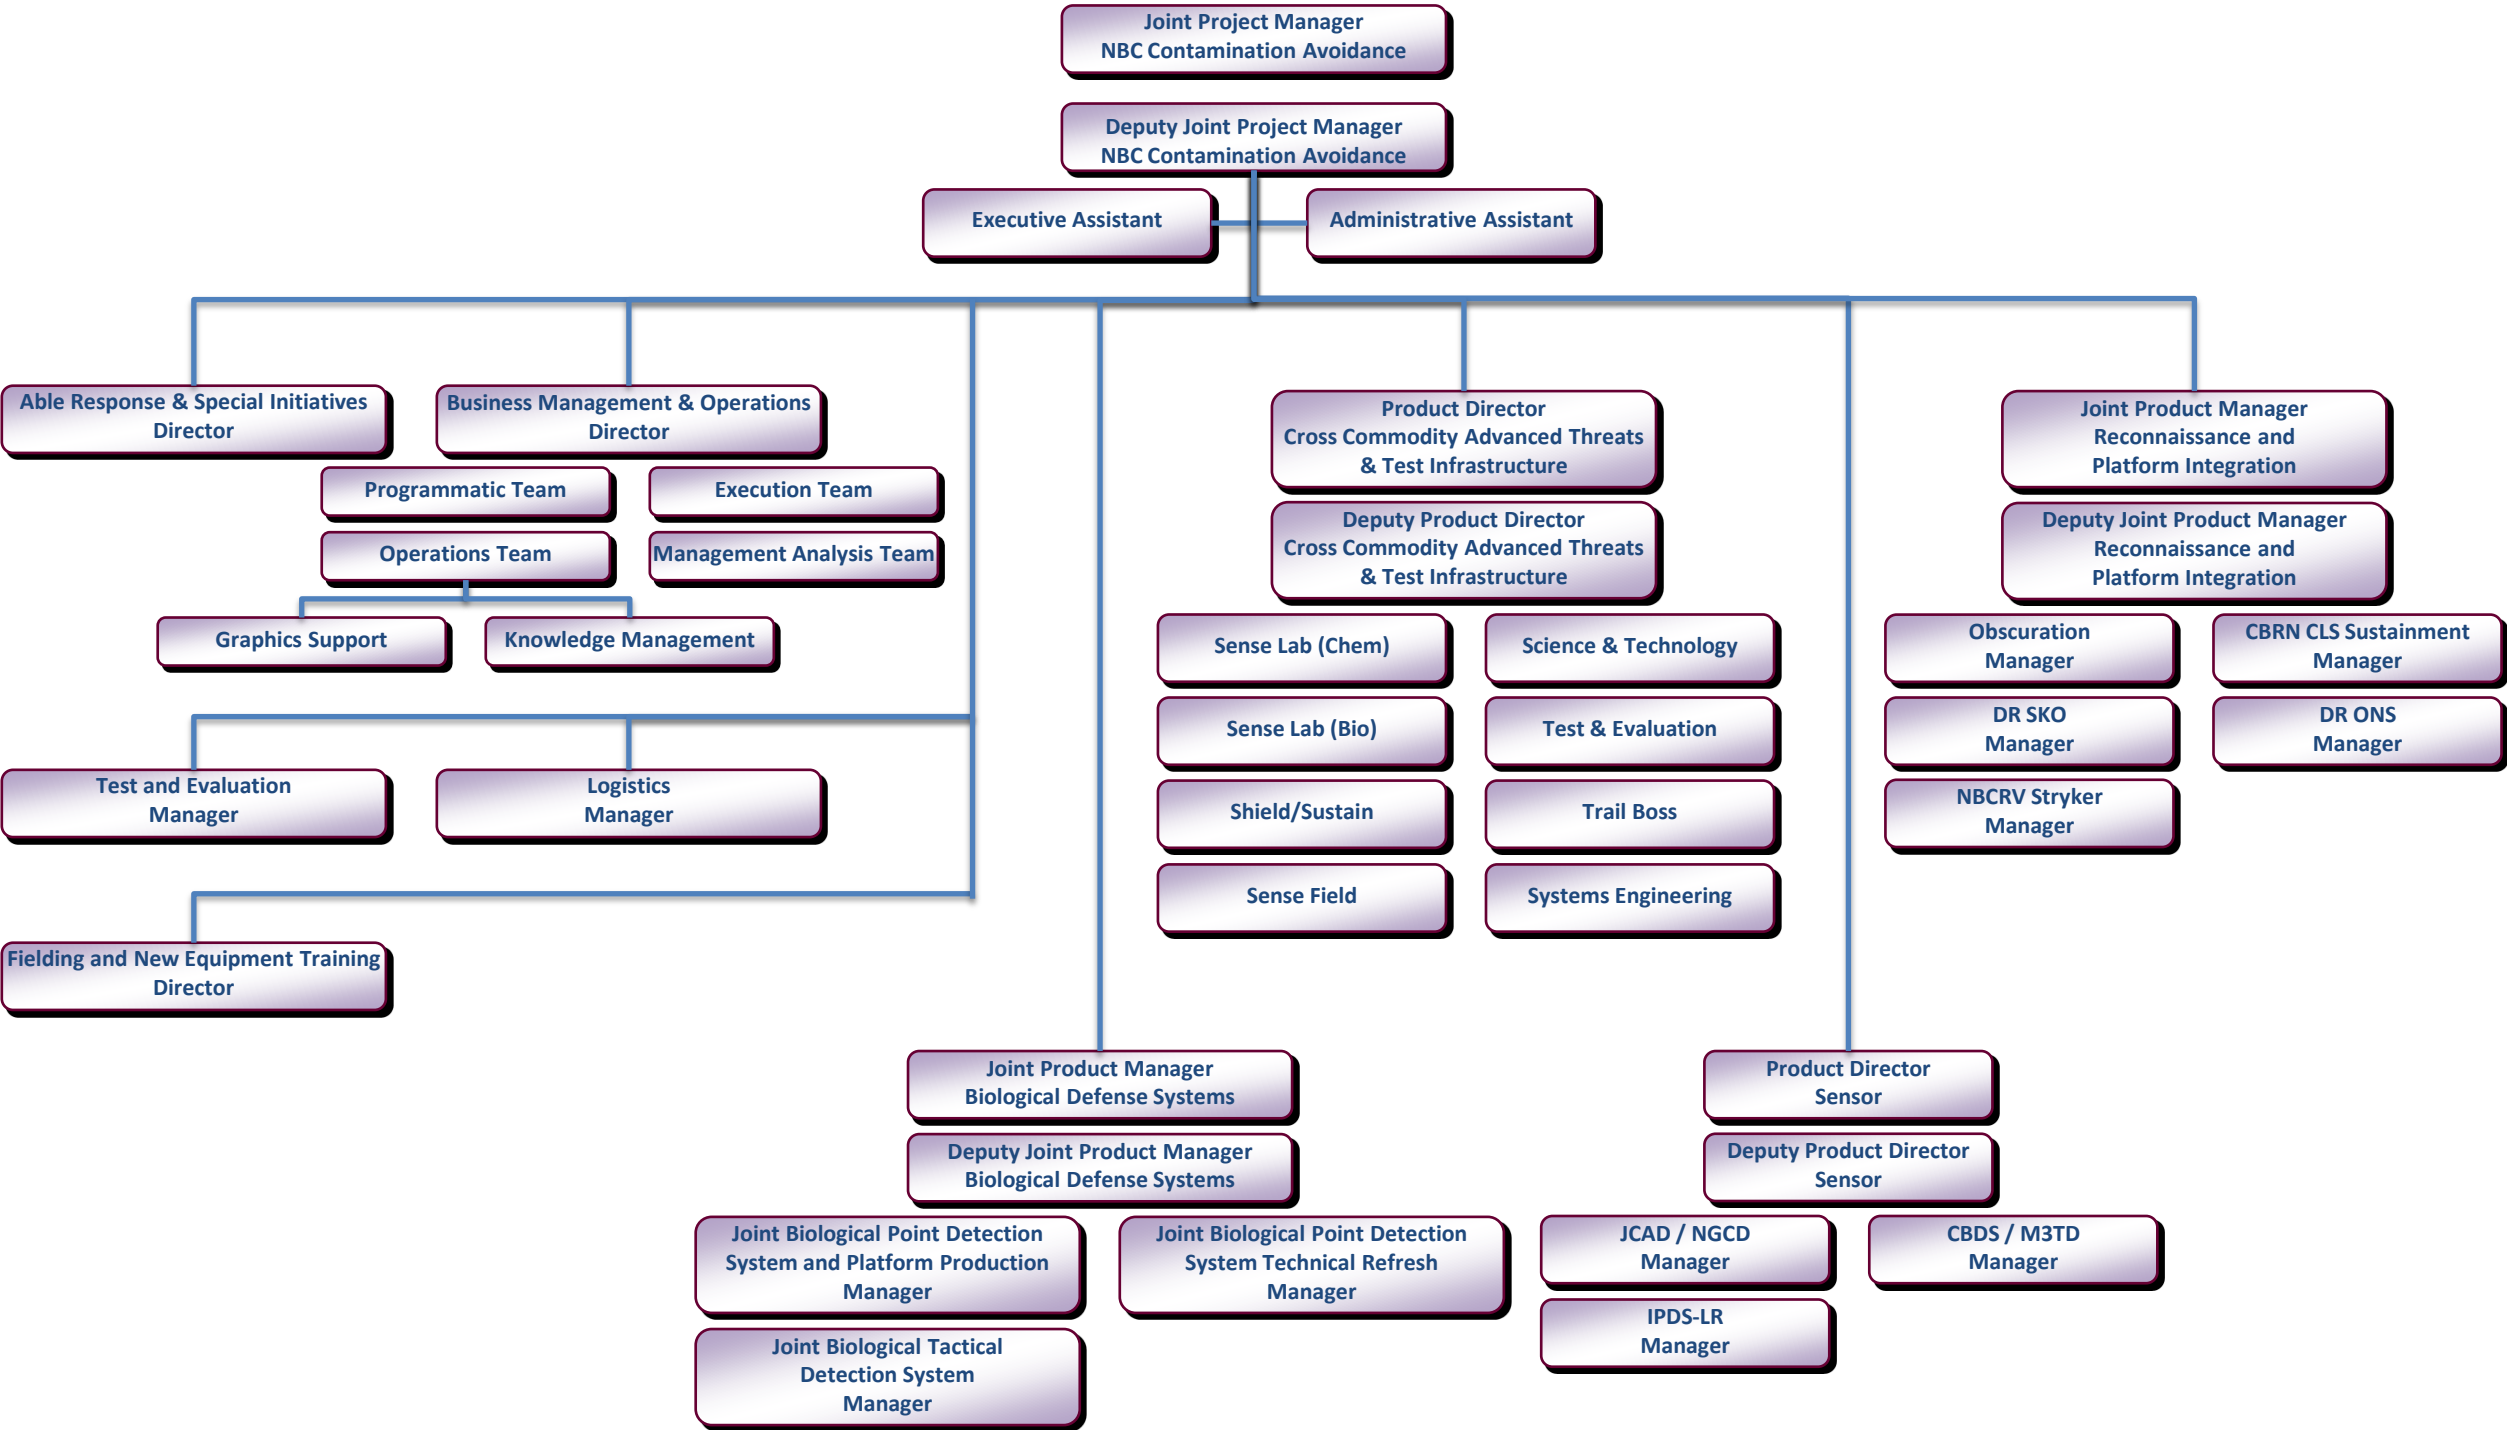 Joint Project Manager
NBC Contamination Avoidance
Deputy Joint Project Manager
NBC Contamination Avoidance
Executive Assistant
Administrative Assistant
Able Response & Special Initiatives
Director
Business Management & Operations
Director
Programmatic Team
Execution Team
Operations Team
Management Analysis Team
Graphics Support
Knowledge Management
Test and Evaluation
Manager
Logistics
Manager
Fielding and New Equipment Training
Director
Product Director
Cross Commodity Advanced Threats
& Test Infrastructure
Deputy Product Director
Cross Commodity Advanced Threats
& Test Infrastructure
Sense Lab (Chem)
Science & Technology
Sense Lab (Bio)
Test & Evaluation
Shield/Sustain
Trail Boss
Sense Field
Systems Engineering
Joint Product Manager
Reconnaissance and
Platform Integration
Deputy Joint Product Manager
Reconnaissance and
Platform Integration
Obscuration
Manager
CBRN CLS Sustainment
Manager
DR SKO
Manager
DR ONS
Manager
NBCRV Stryker
Manager
Joint Product Manager
Biological Defense Systems
Deputy Joint Product Manager
Biological Defense Systems
Joint Biological Point Detection
System and Platform Production
Manager
Joint Biological Point Detection
System Technical Refresh
Manager
Joint Biological Tactical
Detection System
Manager
Product Director
Sensor
Deputy Product Director
Sensor
JCAD / NGCD
Manager
CBDS / M3TD
Manager
IPDS-LR
Manager